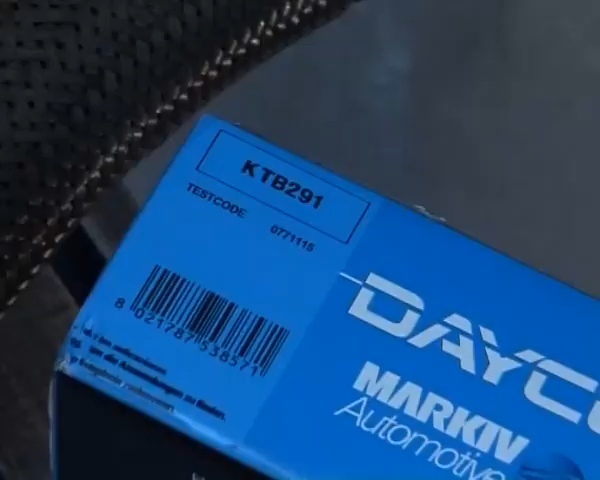 KTB291
TESTCODE 0771115
8 021787 538571
DAYC
MARKIV
Automotive